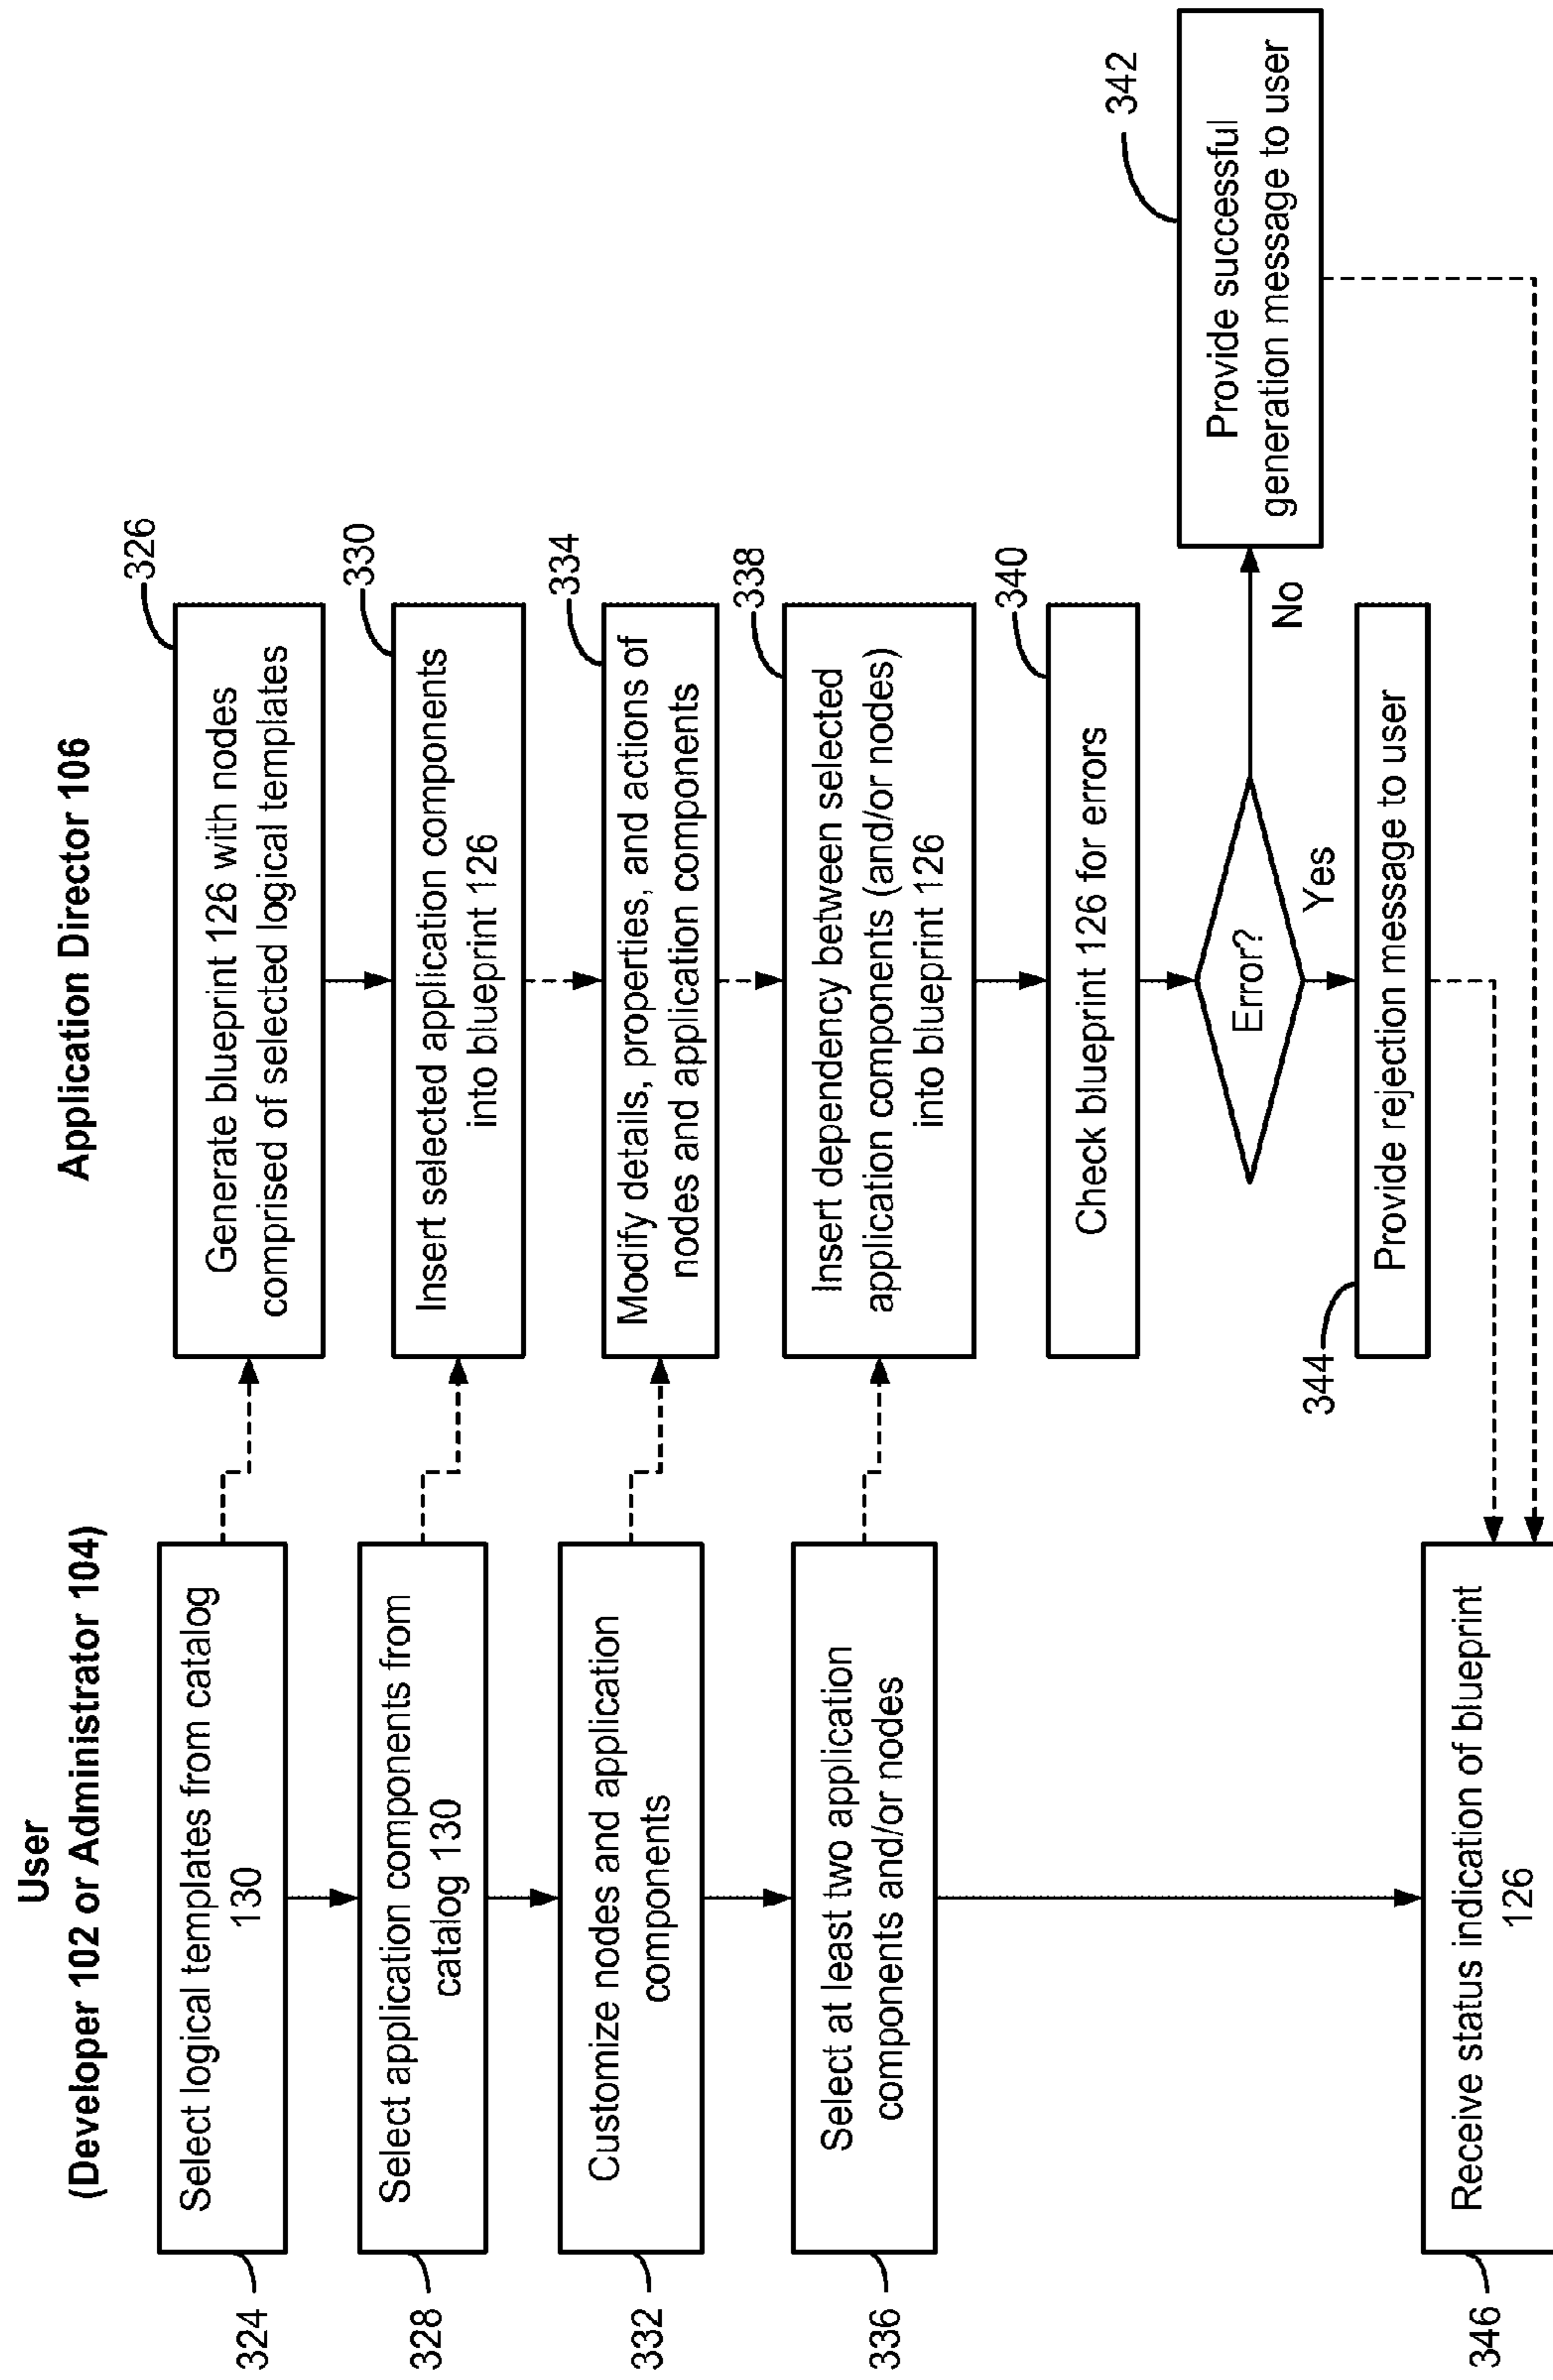 User
(Developer 102 or Administrator 104)
Application Director 106
324
Select logical templates from catalog
130
326
Generate blueprint 126 with nodes
comprised of selected logical templates
328
Select application components from
catalog 130
330
Insert selected application components
into blueprint 126
332
Customize nodes and application
components
334
Modify details, properties, and actions of
nodes and application components
336
Select at least two application
components and/or nodes
338
Insert dependency between selected
application components (and/or nodes)
into blueprint 126
340
Check blueprint 126 for errors
Error?
No
Yes
342
Provide successful
generation message to user
344
Provide rejection message to user
346
Receive status indication of blueprint
126